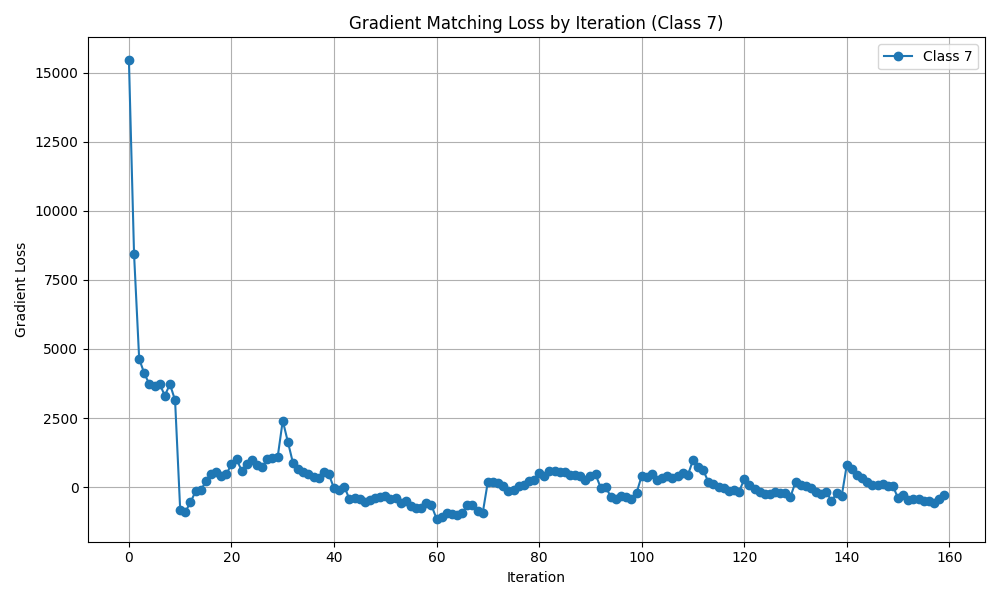 Gradient Matching Loss by Iteration (Class 7)
Class 7
15000
12500
10000
7500
5000
2500
0
Gradient Loss
0 20 40 60 80 100 120 140 160
Iteration